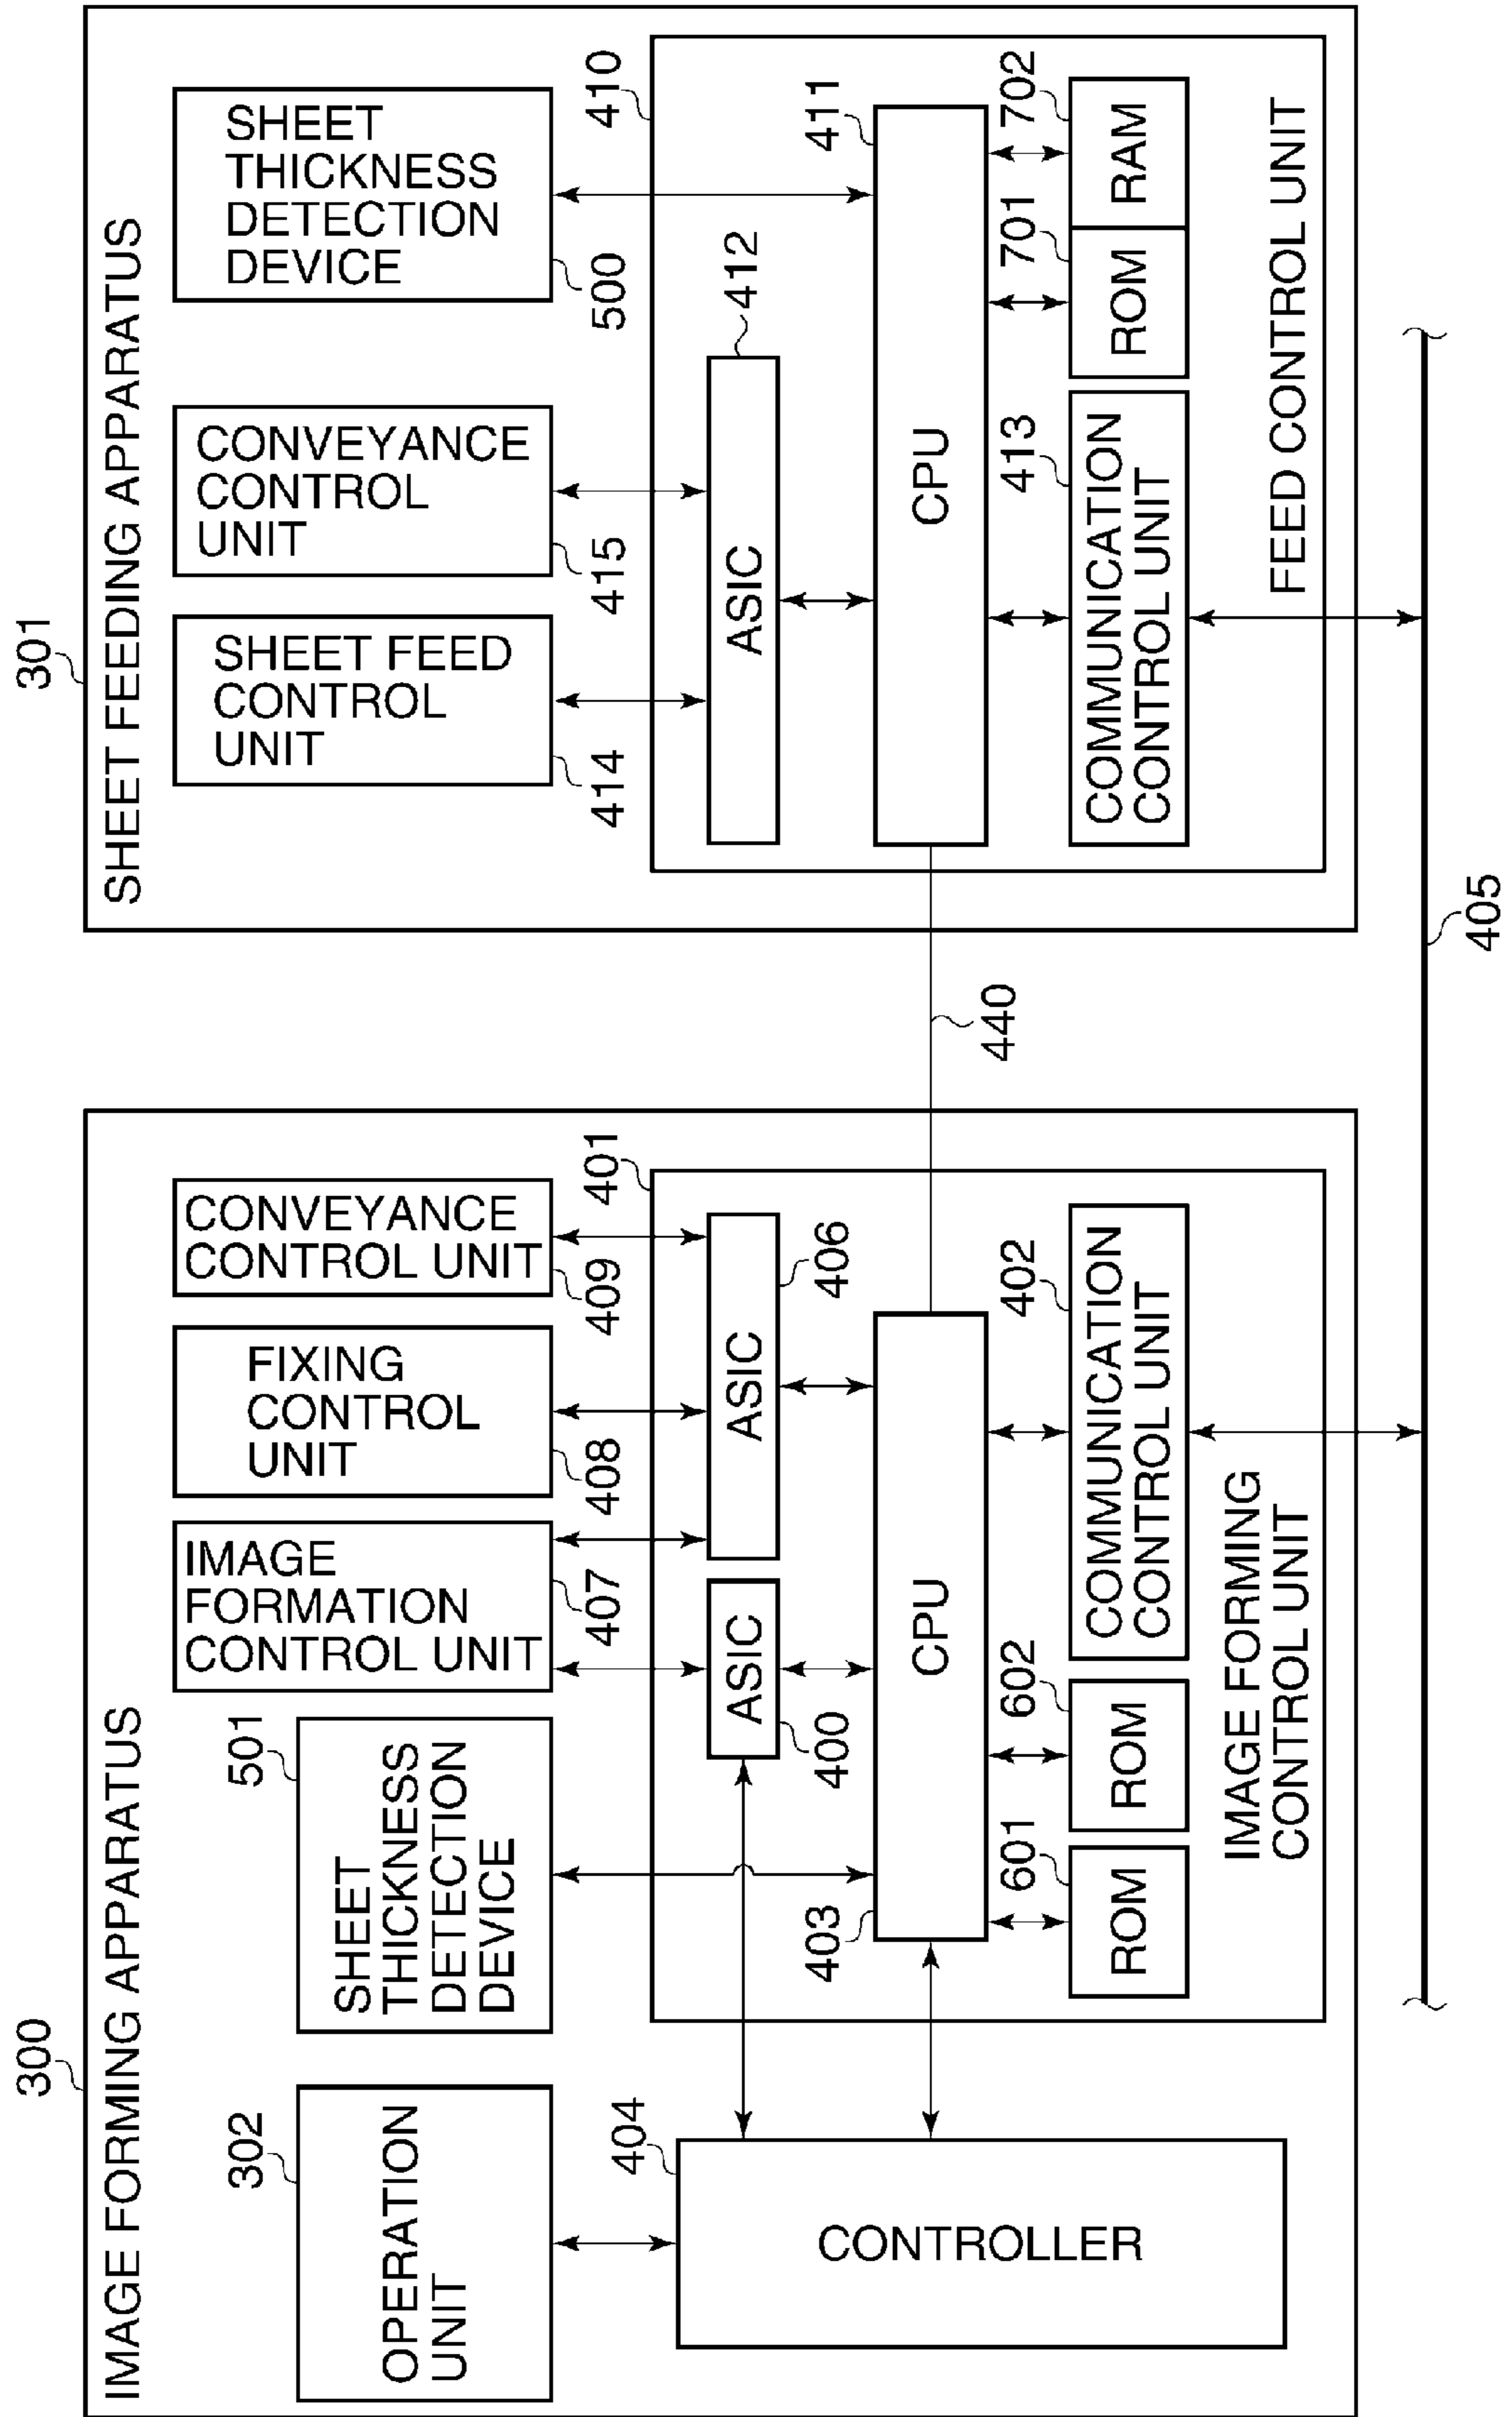 300
IMAGE FORMING APPARATUS
302
OPERATION
UNIT
404
CONTROLLER
501
SHEET
THICKNESS
DETECTION
DEVICE
IMAGE
FORMATION
CONTROL UNIT
407
FIXING
CONTROL
UNIT
408
CONVEYANCE
CONTROL UNIT
409
401
ASIC
400
ASIC
406
403
CPU
601
ROM
602
ROM
402
COMMUNICATION
CONTROL UNIT
IMAGE FORMING
CONTROL UNIT
440
405
301
SHEET FEEDING APPARATUS
SHEET FEED
CONTROL
UNIT
414
CONVEYANCE
CONTROL
UNIT
415
SHEET
THICKNESS
DETECTION
DEVICE
500
410
ASIC
412
411
CPU
413
COMMUNICATION
CONTROL UNIT
701
ROM
702
RAM
FEED CONTROL UNIT